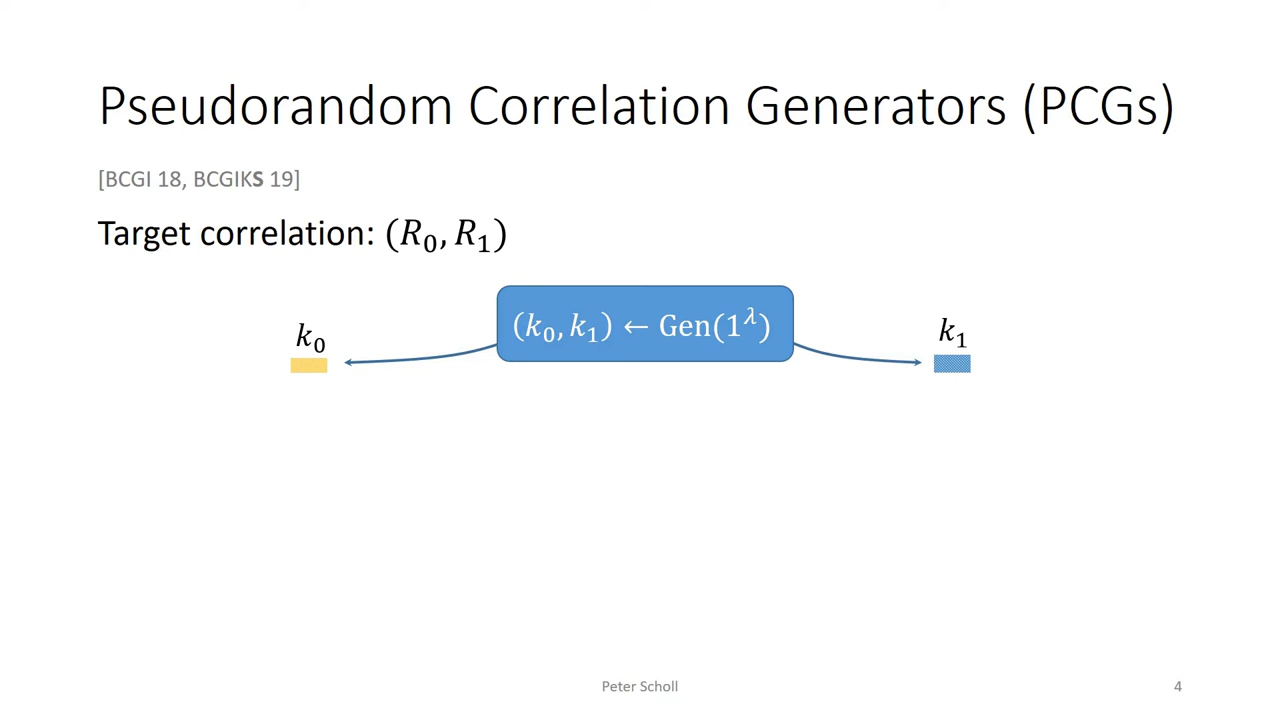 Pseudorandom Correlation Generators (PCGs)
[BCGI 18, BCGIKS 19]
Target correlation: (R₀, R₁)
(k₀, k₁) ← Gen(1^λ)
k₀
k₁
Peter Scholl
4